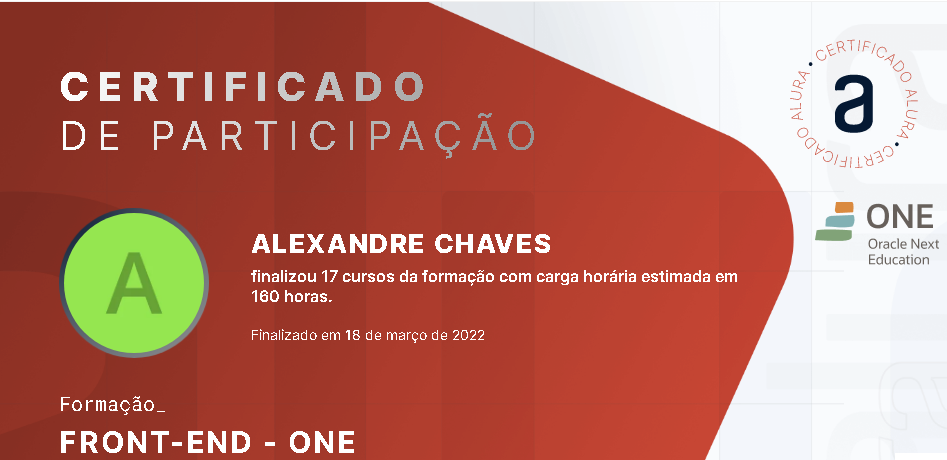 CERTIFICADO
DE PARTICIPAÇÃO
CERTIFICADO ALURA • CERTIFICADO ALURA •
a
ONE
Oracle Next
Education
A
ALEXANDRE CHAVES
finalizou 17 cursos da formação com carga horária estimada em
160 horas.
Finalizado em 18 de março de 2022
Formação_
FRONT-END - ONE